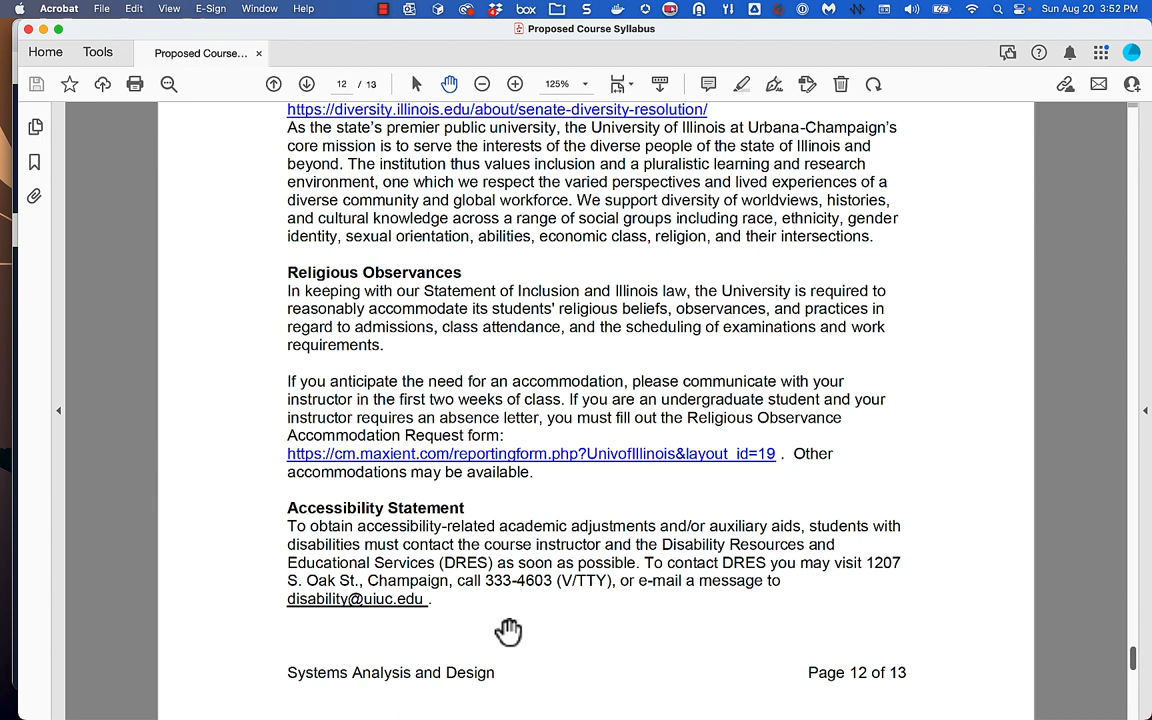 Acrobat File Edit View E-Sign Window Help box S Sun Aug 20 3:52 PM
Proposed Course Syllabus
Home Tools Proposed Course... ×
12 / 13 125%
https://diversity.illinois.edu/about/senate-diversity-resolution/
As the state's premier public university, the University of Illinois at Urbana-Champaign's
core mission is to serve the interests of the diverse people of the state of Illinois and
beyond. The institution thus values inclusion and a pluralistic learning and research
environment, one which we respect the varied perspectives and lived experiences of a
diverse community and global workforce. We support diversity of worldviews, histories,
and cultural knowledge across a range of social groups including race, ethnicity, gender
identity, sexual orientation, abilities, economic class, religion, and their intersections.
Religious Observances
In keeping with our Statement of Inclusion and Illinois law, the University is required to
reasonably accommodate its students' religious beliefs, observances, and practices in
regard to admissions, class attendance, and the scheduling of examinations and work
requirements.
If you anticipate the need for an accommodation, please communicate with your
instructor in the first two weeks of class. If you are an undergraduate student and your
instructor requires an absence letter, you must fill out the Religious Observance
Accommodation Request form:
https://cm.maxient.com/reportingform.php?UnivofIllinois&layout_id=19 . Other
accommodations may be available.
Accessibility Statement
To obtain accessibility-related academic adjustments and/or auxiliary aids, students with
disabilities must contact the course instructor and the Disability Resources and
Educational Services (DRES) as soon as possible. To contact DRES you may visit 1207
S. Oak St., Champaign, call 333-4603 (V/TTY), or e-mail a message to
disability@uiuc.edu .
Systems Analysis and Design Page 12 of 13